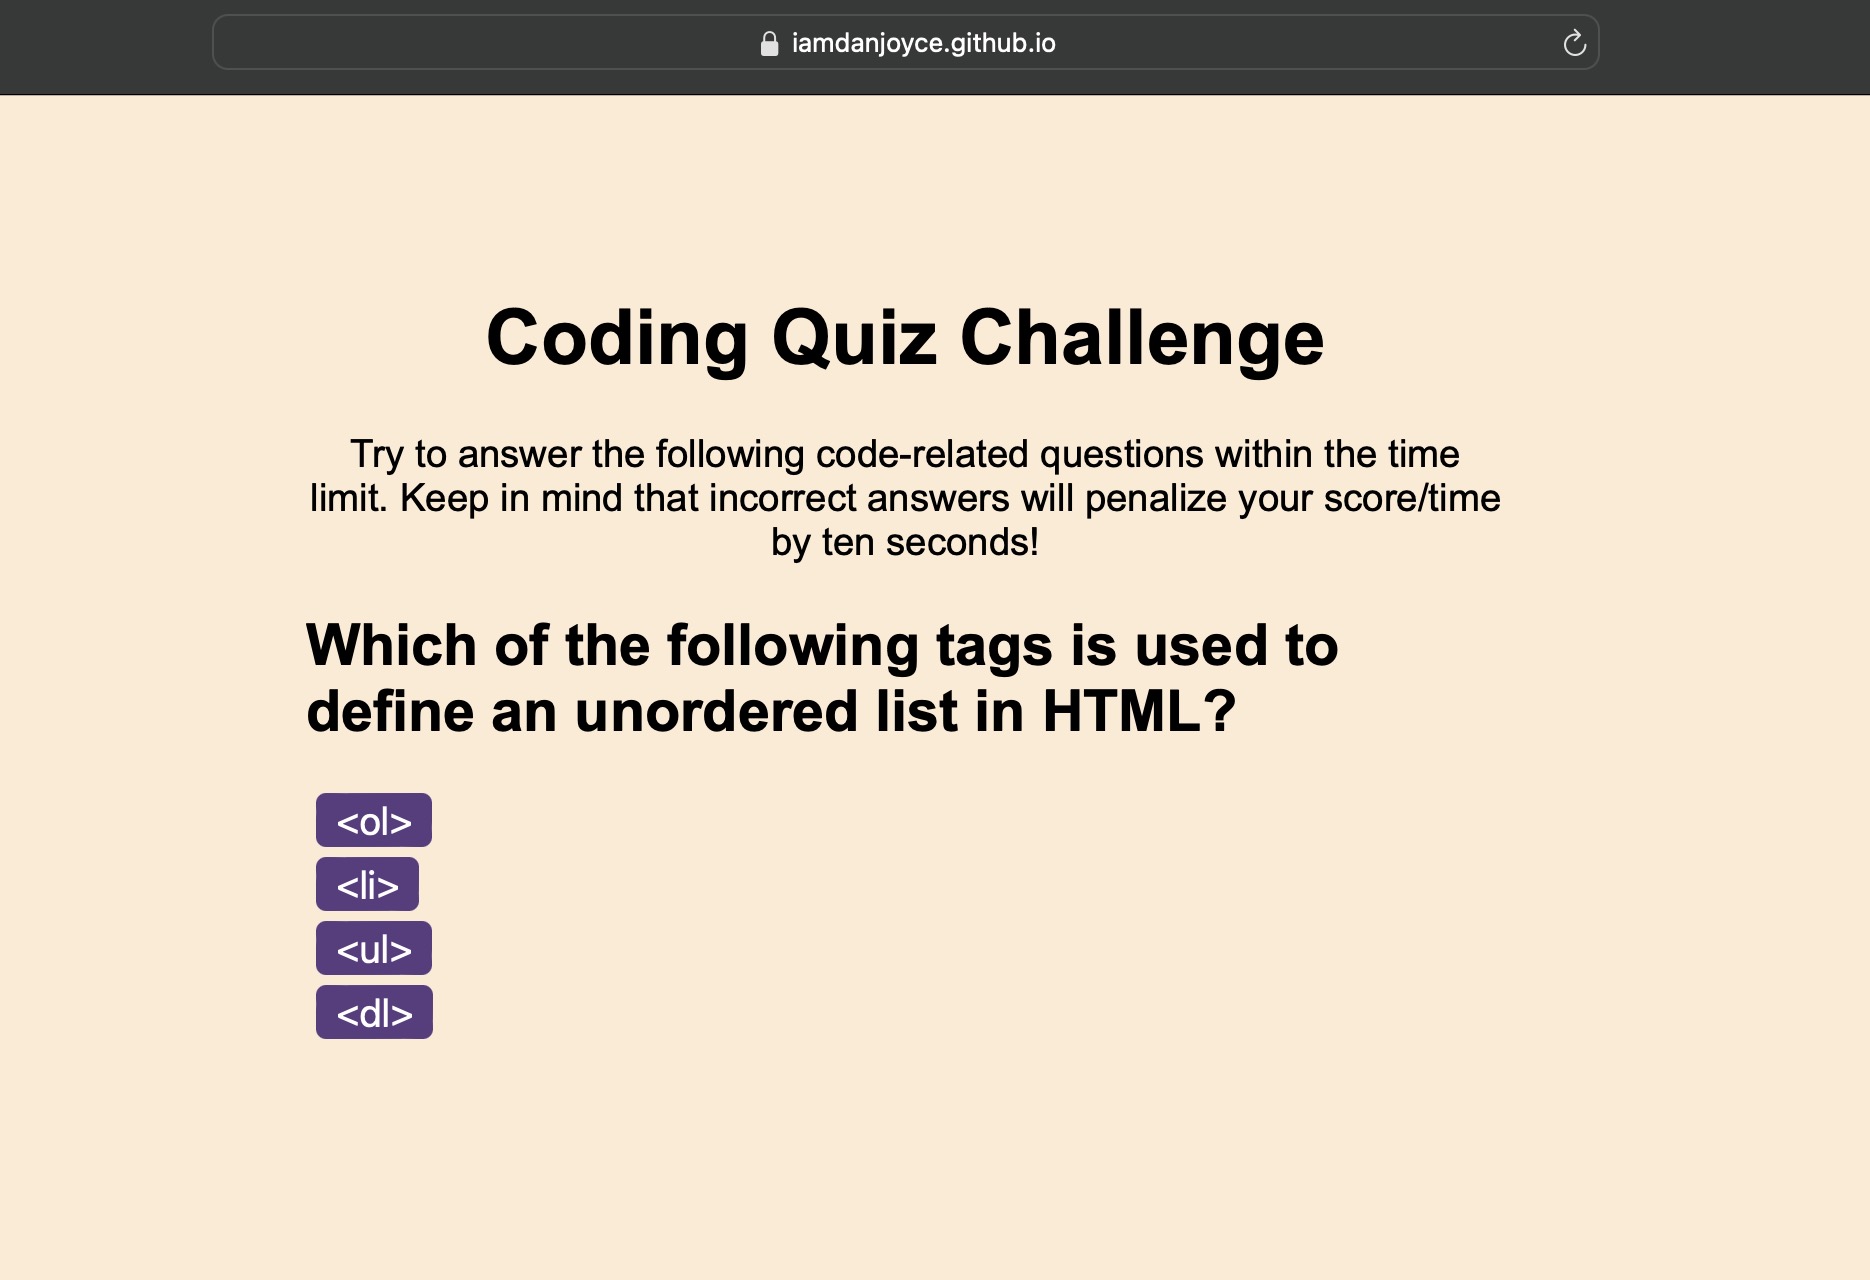 iamdanjoyce.github.io
Coding Quiz Challenge
Try to answer the following code-related questions within the time
limit. Keep in mind that incorrect answers will penalize your score/time
by ten seconds!
Which of the following tags is used to
define an unordered list in HTML?
<ol>
<li>
<ul>
<dl>